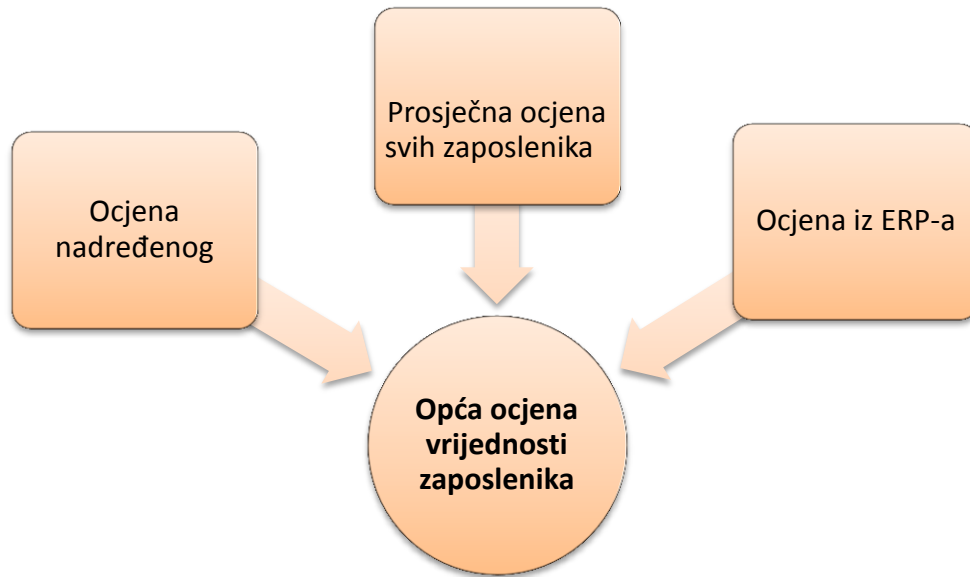 Prosječna ocjena
svih zaposlenika
Ocjena
nadređenog
Ocjena iz ERP-a
Opća ocjena
vrijednosti
zaposlenika